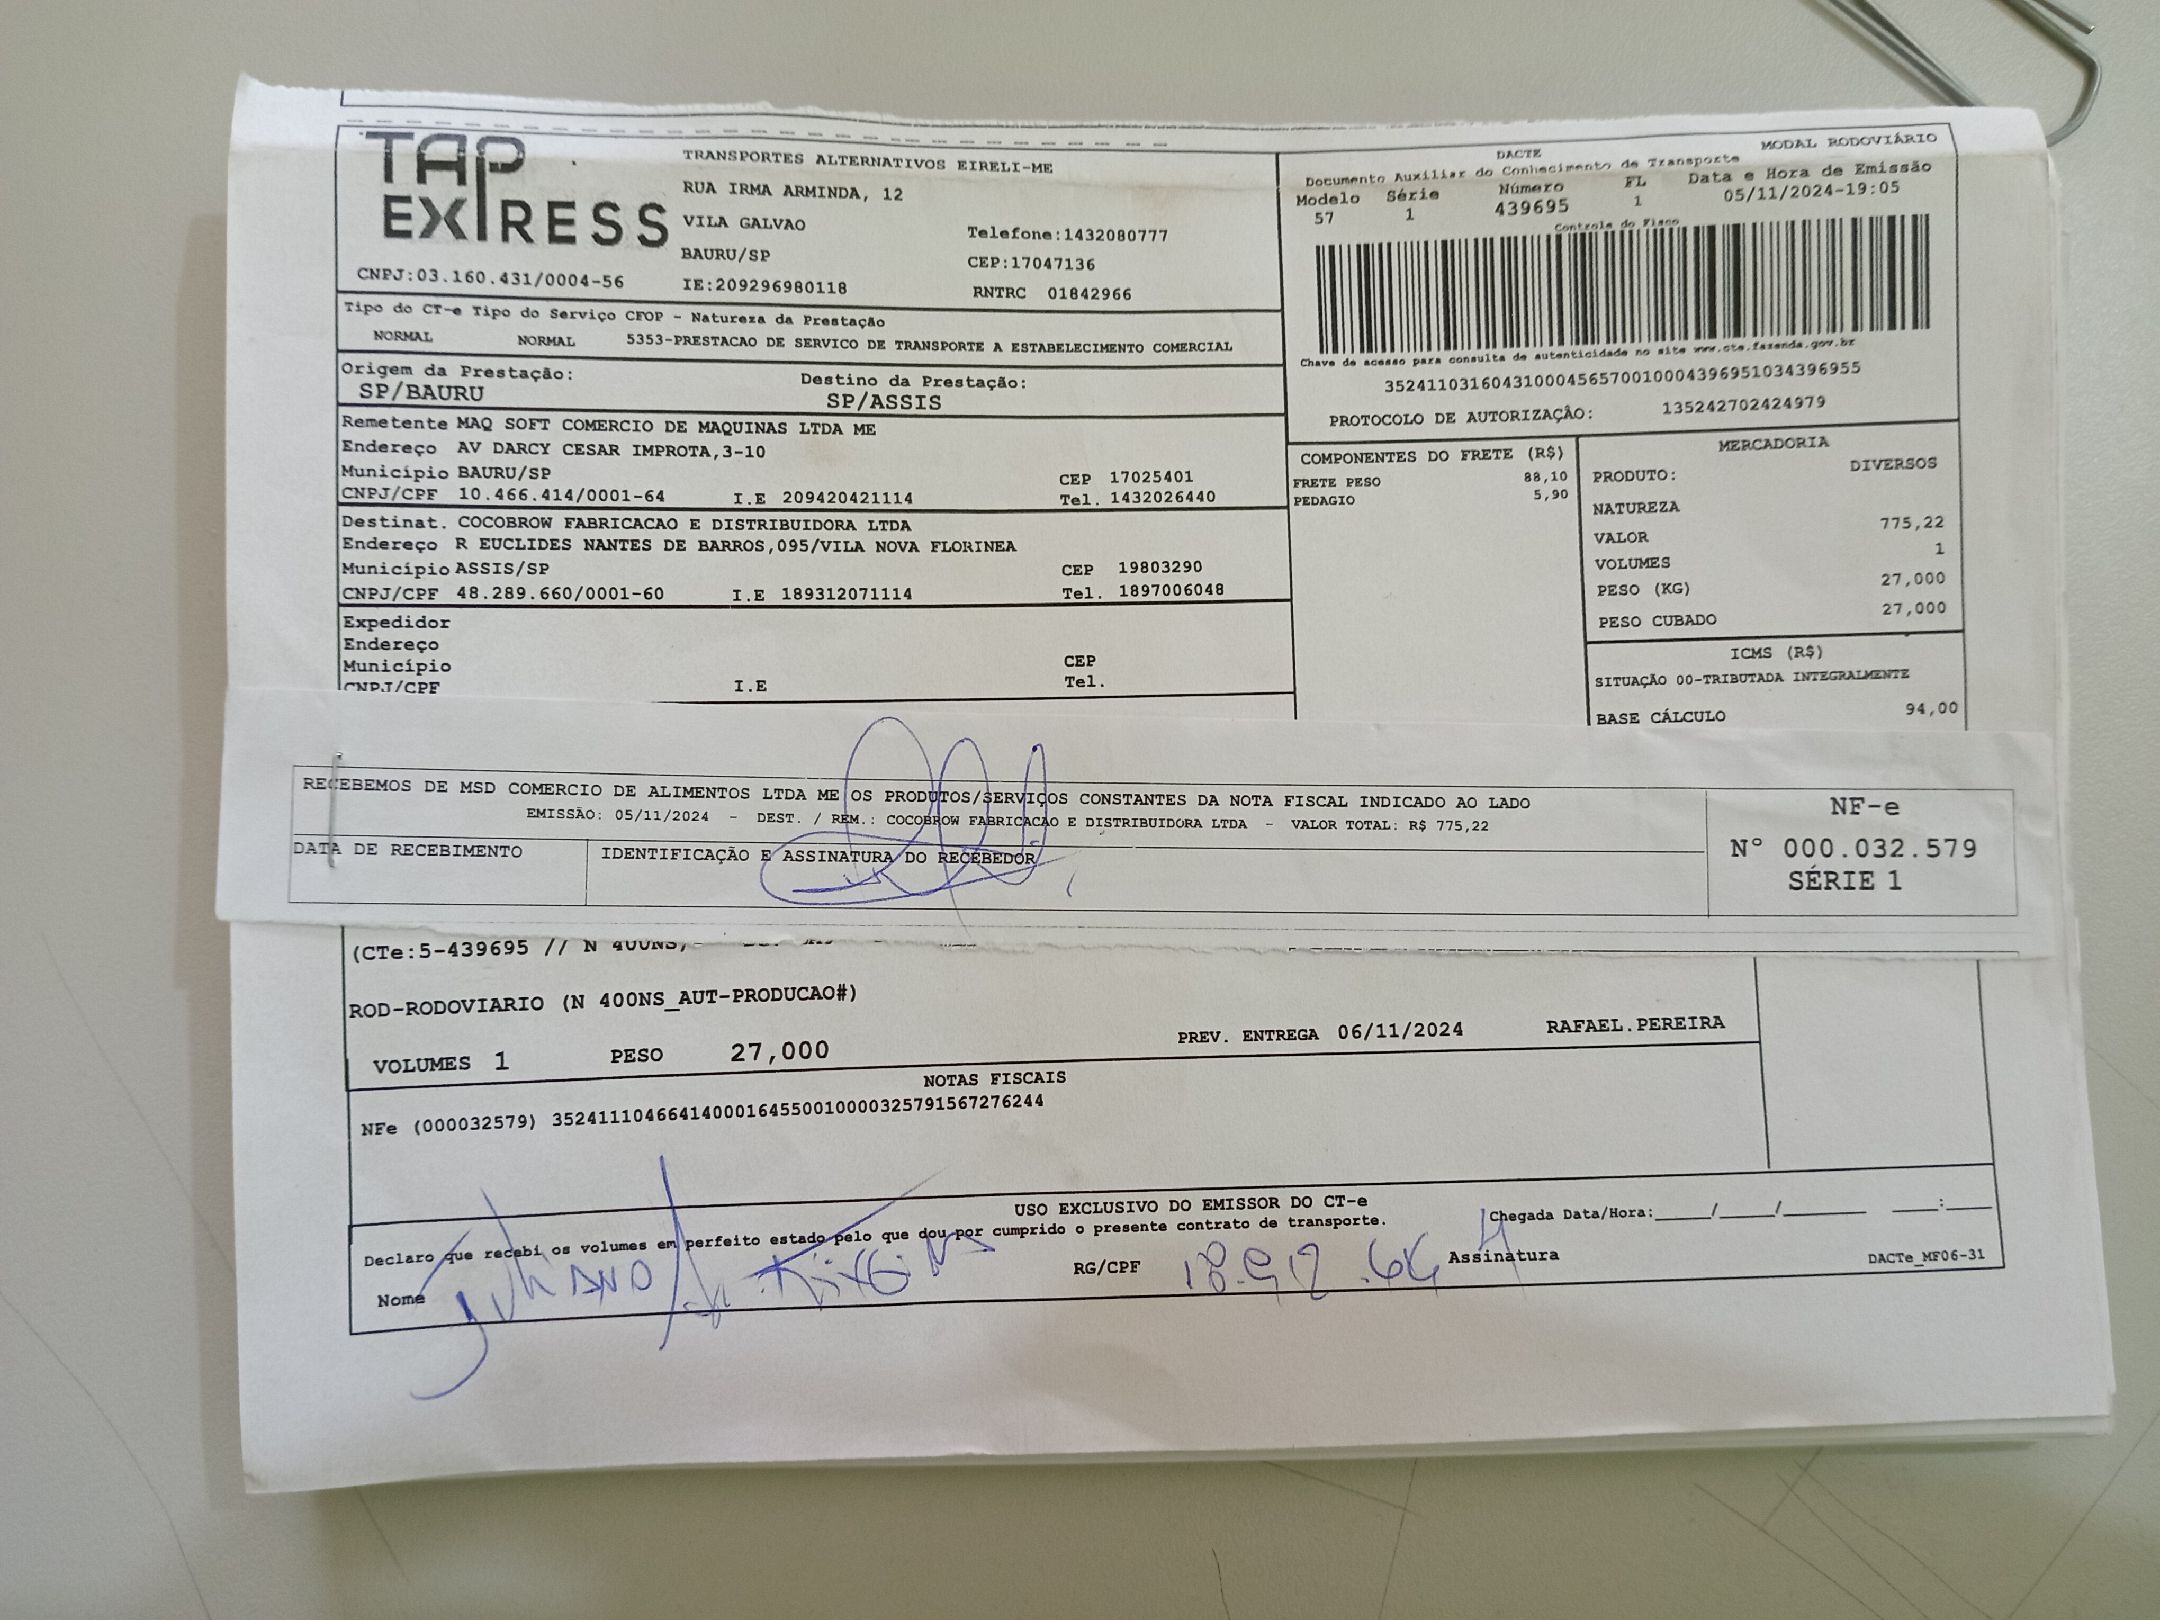 TAP EXPRESS
TRANSPORTES ALTERNATIVOS EIRELI-ME
RUA IRMA ARMINDA, 12
VILA GALVAO
Telefone:1432080777
BAURU/SP
CEP:17047136
CNPJ:03.160.431/0004-56
IE:209296980118
RNTRC 01842966
DACTE
MODAL RODOVIÁRIO
Documento Auxiliar do Conhecimento de Transporte
Modelo Série Número FL Data e Hora de Emissão
57 1 439695 1 05/11/2024-19:05
Controle do Fisco
Chave de acesso para consulta de autenticidade no site www.cte.fazenda.gov.br
35241103160431000456570010004396951034396955
PROTOCOLO DE AUTORIZAÇÃO: 135242702424979
Tipo do CT-e Tipo do Serviço CFOP - Natureza da Prestação
NORMAL NORMAL 5353-PRESTACAO DE SERVICO DE TRANSPORTE A ESTABELECIMENTO COMERCIAL
Origem da Prestação: Destino da Prestação:
SP/BAURU SP/ASSIS
Remetente MAQ SOFT COMERCIO DE MAQUINAS LTDA ME
Endereço AV DARCY CESAR IMPROTA,3-10
Município BAURU/SP CEP 17025401
CNPJ/CPF 10.466.414/0001-64 I.E 209420421114 Tel. 1432026440
Destinat. COCOBROW FABRICACAO E DISTRIBUIDORA LTDA
Endereço R EUCLIDES NANTES DE BARROS,095/VILA NOVA FLORINEA
Município ASSIS/SP CEP 19803290
CNPJ/CPF 48.289.660/0001-60 I.E 189312071114 Tel. 1897006048
Expedidor
Endereço
Município CEP
CNPJ/CPF I.E Tel.
COMPONENTES DO FRETE (R$)
FRETE PESO 88,10
PEDAGIO 5,90
MERCADORIA
PRODUTO: DIVERSOS
NATUREZA
VALOR 775,22
VOLUMES 1
PESO (KG) 27,000
PESO CUBADO 27,000
ICMS (R$)
SITUAÇÃO 00-TRIBUTADA INTEGRALMENTE
BASE CÁLCULO 94,00
RECEBEMOS DE MSD COMERCIO DE ALIMENTOS LTDA ME OS PRODUTOS/SERVIÇOS CONSTANTES DA NOTA FISCAL INDICADO AO LADO
EMISSÃO: 05/11/2024 - DEST. / REM.: COCOBROW FABRICACAO E DISTRIBUIDORA LTDA - VALOR TOTAL: R$ 775,22
DATA DE RECEBIMENTO
IDENTIFICAÇÃO E ASSINATURA DO RECEBEDOR
NF-e
Nº 000.032.579
SÉRIE 1
(CTe:5-439695 // N 400NS,
ROD-RODOVIARIO (N 400NS_AUT-PRODUCAO#)
PREV. ENTREGA 06/11/2024 RAFAEL.PEREIRA
VOLUMES 1 PESO 27,000
NOTAS FISCAIS
NFe (000032579) 35241110466414000164550010000325791567276244
USO EXCLUSIVO DO EMISSOR DO CT-e
Declaro que recebi os volumes em perfeito estado pelo que dou por cumprido o presente contrato de transporte.
Chegada Data/Hora:_____/_____/_______ ____:____
Nome
RG/CPF
Assinatura
DACTe_MF06-31